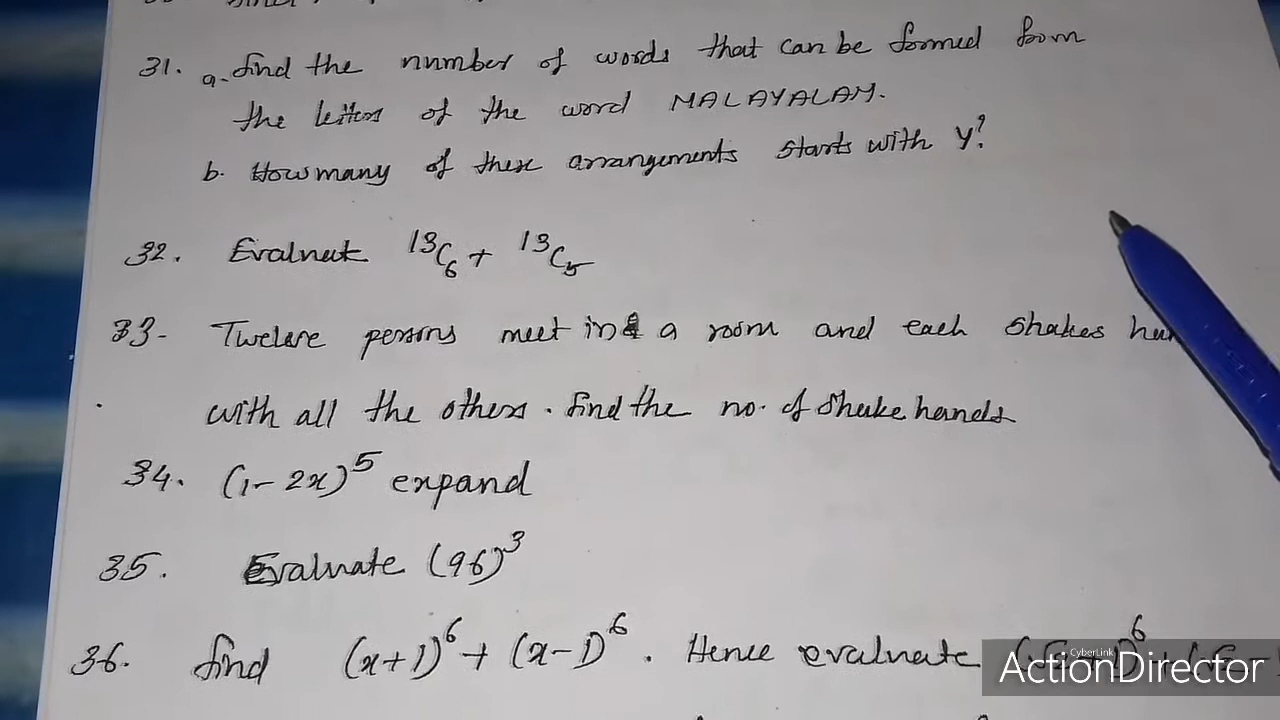 31. a. find the number of words that can be formed from
the letters of the word MALAYALAM.
b. How many of these arrangements starts with Y?
32. Evaluate ¹³C₆ + ¹³C₅
33- Twelve persons meet in a room and each shakes
with all the others. find the no. of shake hands
34. (1-2x)⁵ expand
35. Evaluate (96)³
36. find (x+1)⁶ + (x-1)⁶. Hence evaluate
CyberLink
ActionDirector